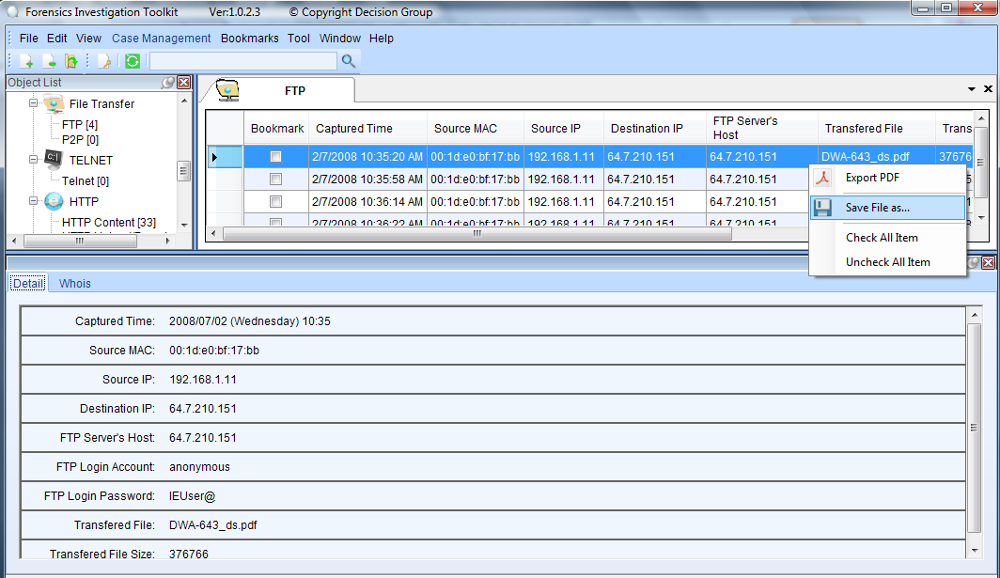 Forensics Investigation Toolkit Ver:1.0.2.3 © Copyright Decision Group
File Edit View Case Management Bookmarks Tool Window Help
Object List
File Transfer
FTP [4]
P2P [0]
TELNET
Telnet [0]
HTTP
HTTP Content [33]
FTP
Bookmark Captured Time Source MAC Source IP Destination IP FTP Server's Host Transfered File Trans
2/7/2008 10:35:20 AM 00:1d:e0:bf:17:bb 192.168.1.11 64.7.210.151 64.7.210.151 DWA-643_ds.pdf 376766
2/7/2008 10:35:58 AM 00:1d:e0:bf:17:bb 192.168.1.11 64.7.210.151 64.7.210.151
2/7/2008 10:36:14 AM 00:1d:e0:bf:17:bb 192.168.1.11 64.7.210.151 64.7.210.151
2/7/2008 10:36:22 AM 00:1d:e0:bf:17:bb 192.168.1.11 64.7.210.151 64.7.210.151
Export PDF
Save File as...
Check All Item
Uncheck All Item
Detail Whois
Captured Time: 2008/07/02 (Wednesday) 10:35
Source MAC: 00:1d:e0:bf:17:bb
Source IP: 192.168.1.11
Destination IP: 64.7.210.151
FTP Server's Host: 64.7.210.151
FTP Login Account: anonymous
FTP Login Password: IEUser@
Transfered File: DWA-643_ds.pdf
Transfered File Size: 376766